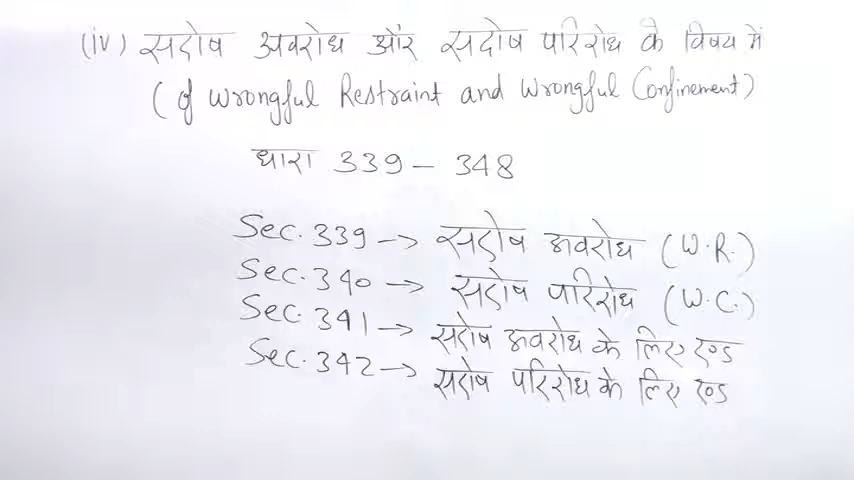 (iv) सदोष अवरोध और सदोष परिरोध के विषय में
(of Wrongful Restraint and Wrongful Confinement)
धारा 339 - 348
Sec. 339 -> सदोष अवरोध (W.R.)
Sec. 340 -> सदोष परिरोध (W.C.)
Sec. 341 -> सदोष अवरोध के लिए दण्ड
Sec. 342 -> सदोष परिरोध के लिए दण्ड